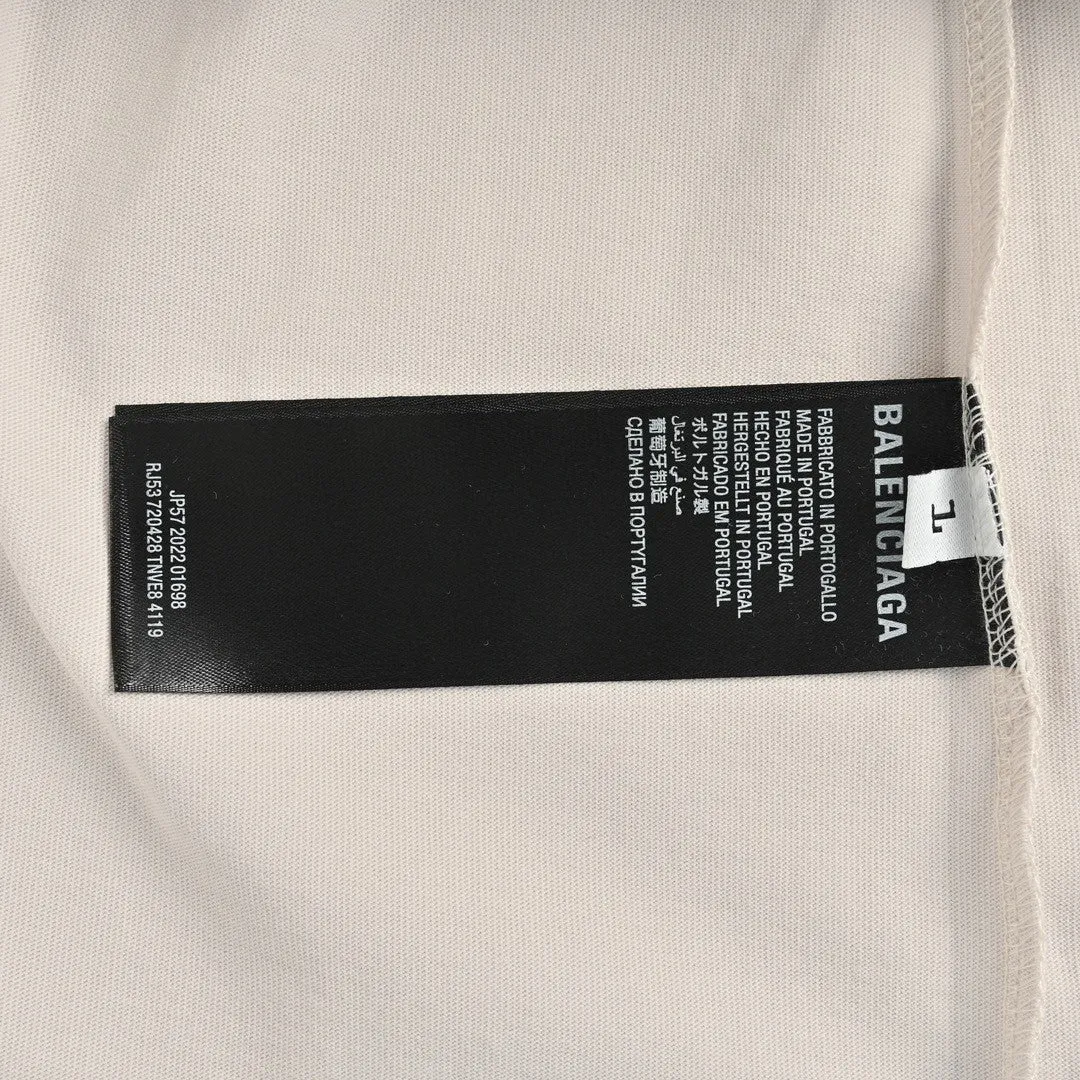 BALENCIAGA
1
FABBRICATO IN PORTOGALLO
MADE IN PORTUGAL
FABRIQUÉ AU PORTUGAL
HECHO EN PORTUGAL
HERGESTELLT IN PORTUGAL
FABRICADO EM PORTUGAL
ポルトガル製
صنع في البرتغال
葡萄牙制造
СДЕЛАНО В ПОРТУГАЛИИ
JP57 2022 01698
RJ53 720428 TNVE8 4119